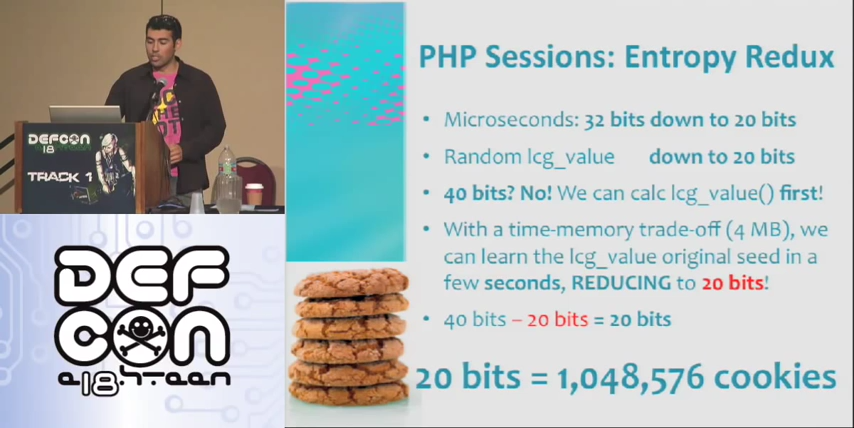 PHP Sessions: Entropy Redux
• Microseconds: 32 bits down to 20 bits
• Random lcg_value down to 20 bits
• 40 bits? No! We can calc lcg_value() first!
• With a time-memory trade-off (4 MB), we
can learn the lcg_value original seed in a
few seconds, REDUCING to 20 bits!
• 40 bits – 20 bits = 20 bits
20 bits = 1,048,576 cookies
DEFCON
18
TRACK 1
DEF
CON
e18hteen